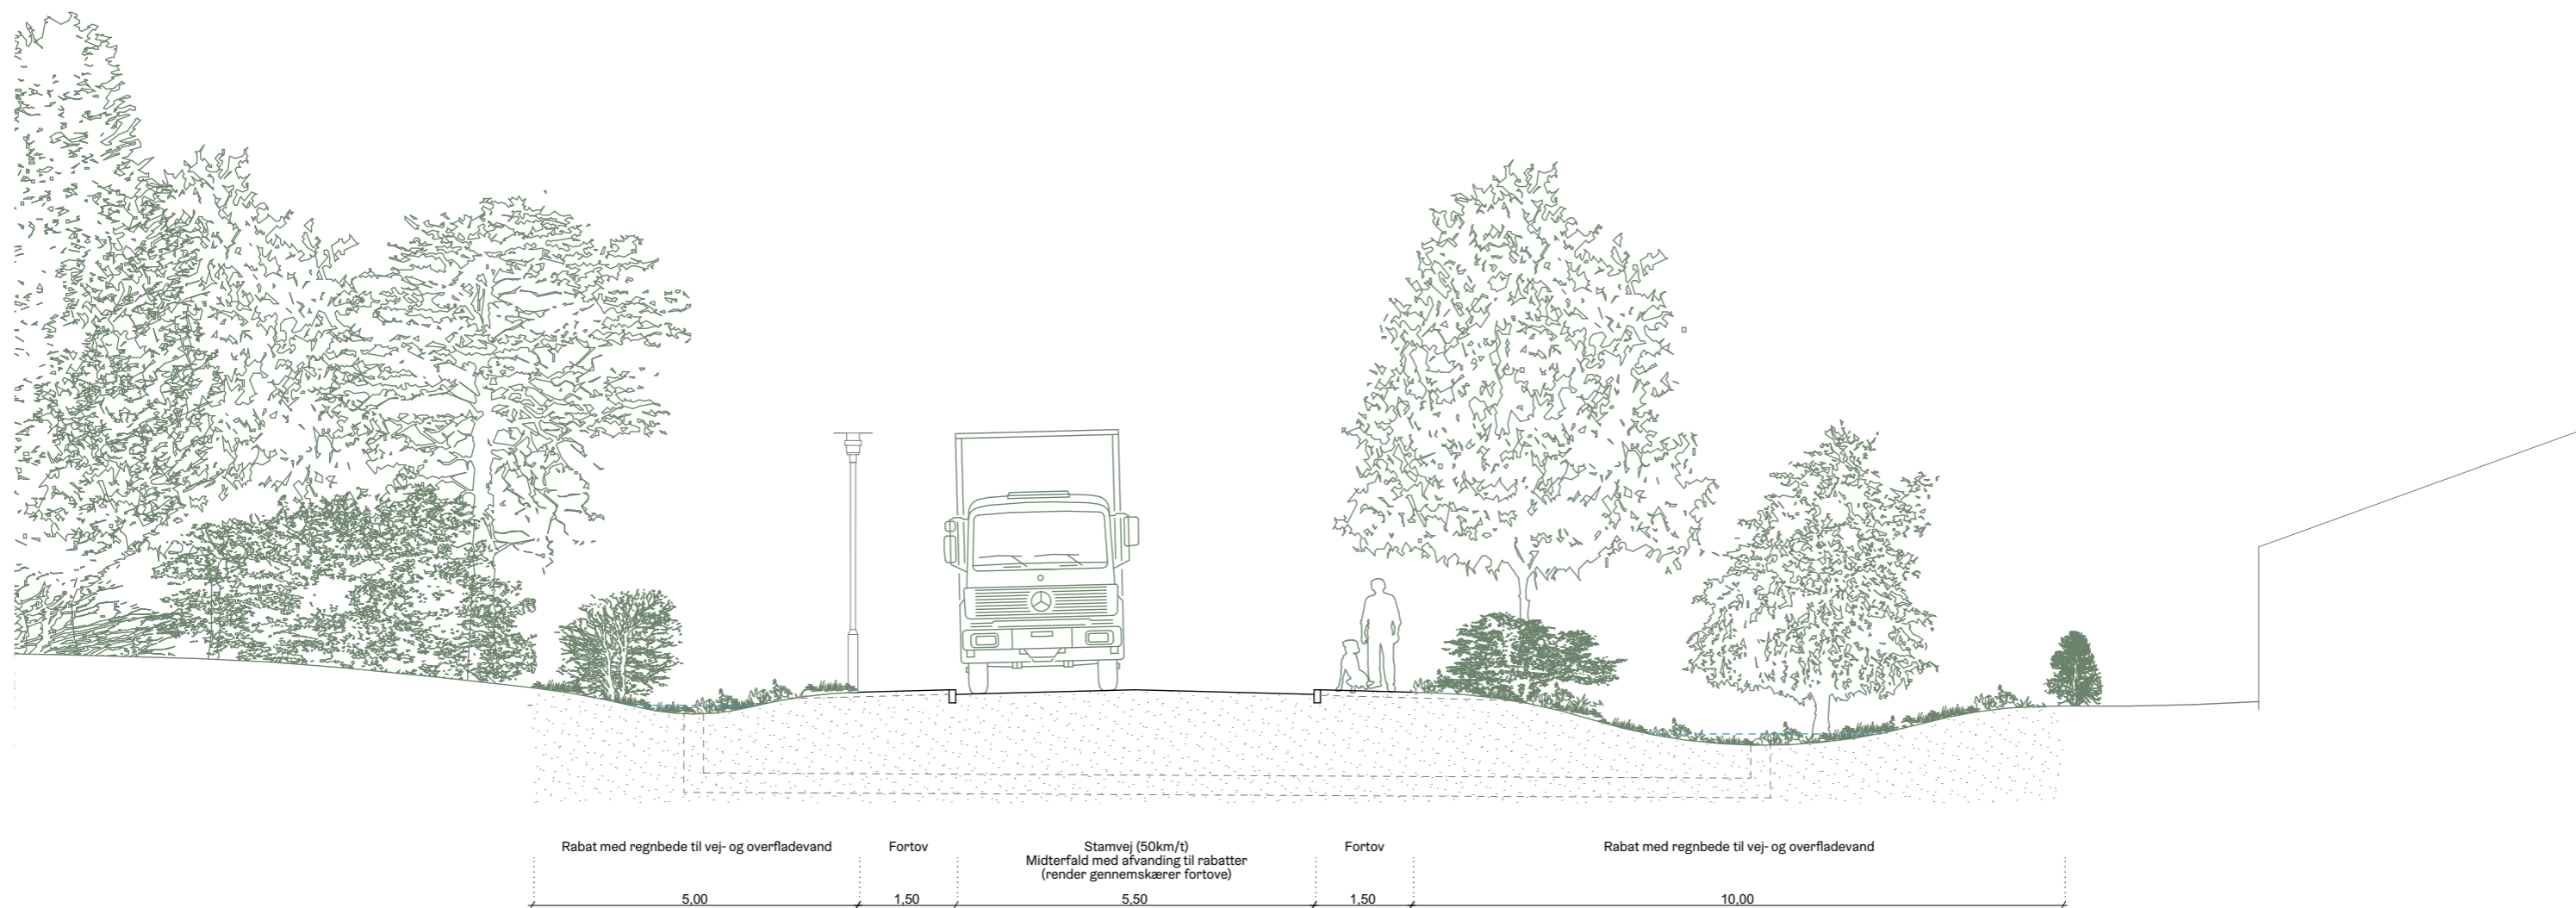 Rabat med regnbede til vej- og overfladevand
Fortov
Stamvej (50km/t)
Midterfald med afvanding til rabatter
(render gennemskærer fortove)
Fortov
Rabat med regnbede til vej- og overfladevand
5,00
1,50
5,50
1,50
10,00